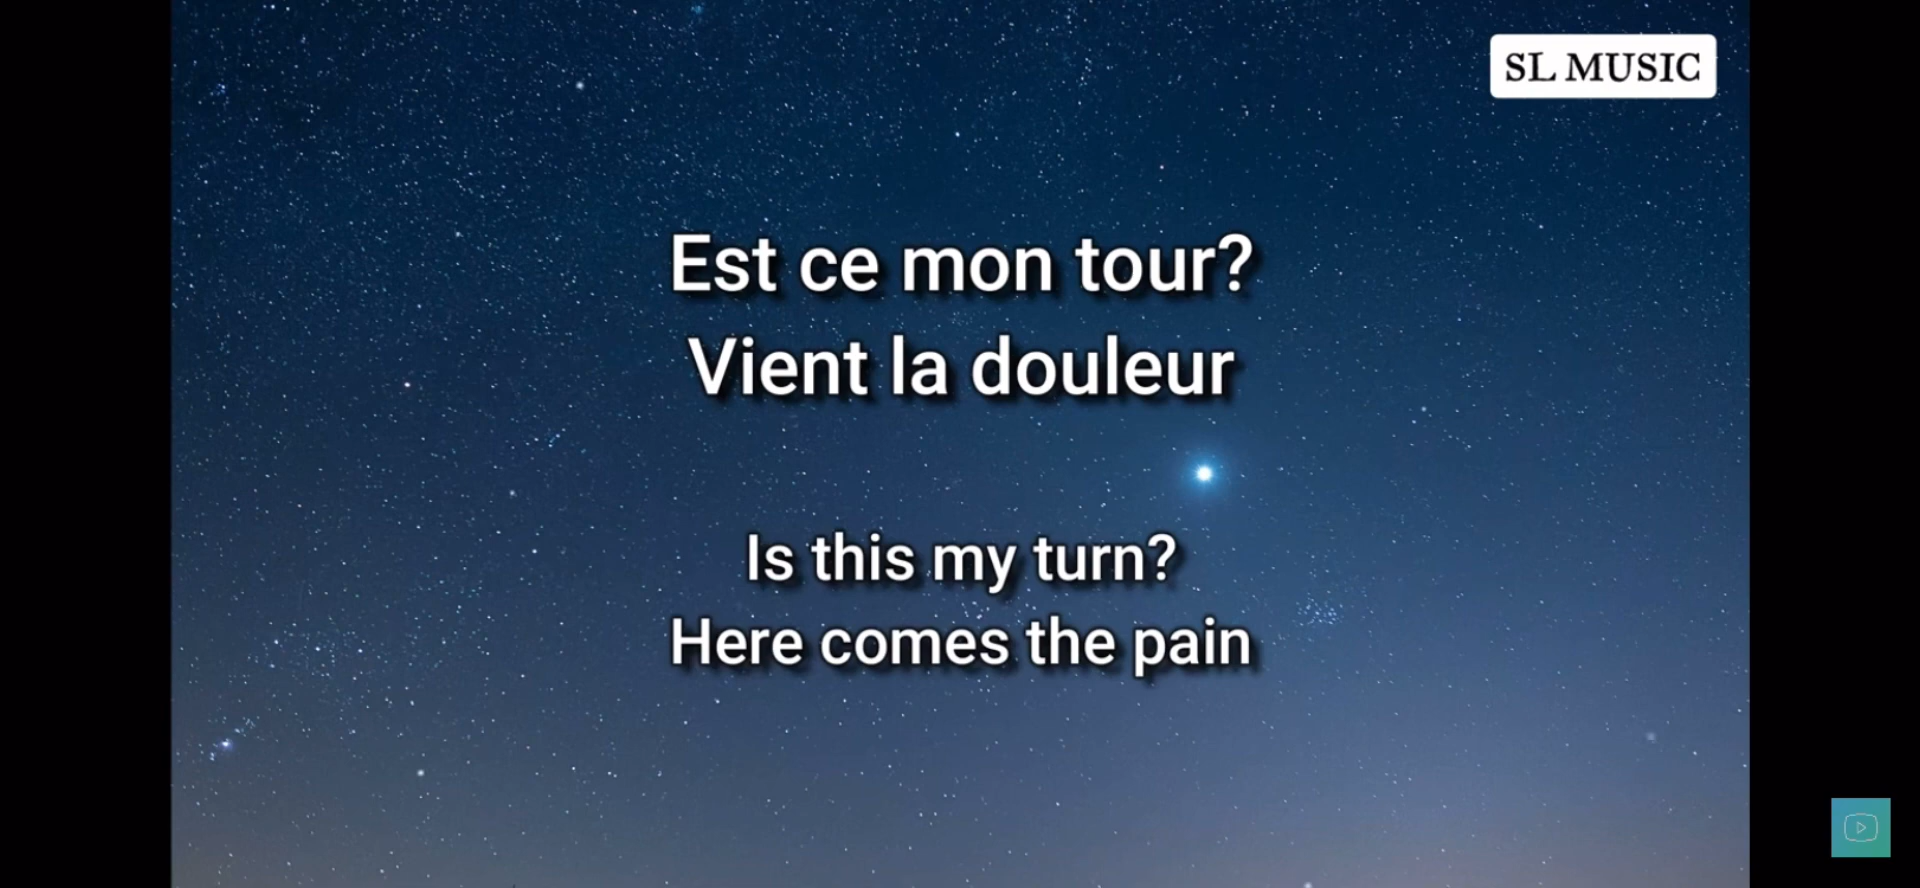 SL MUSIC
Est ce mon tour?
Vient la douleur
Is this my turn?
Here comes the pain